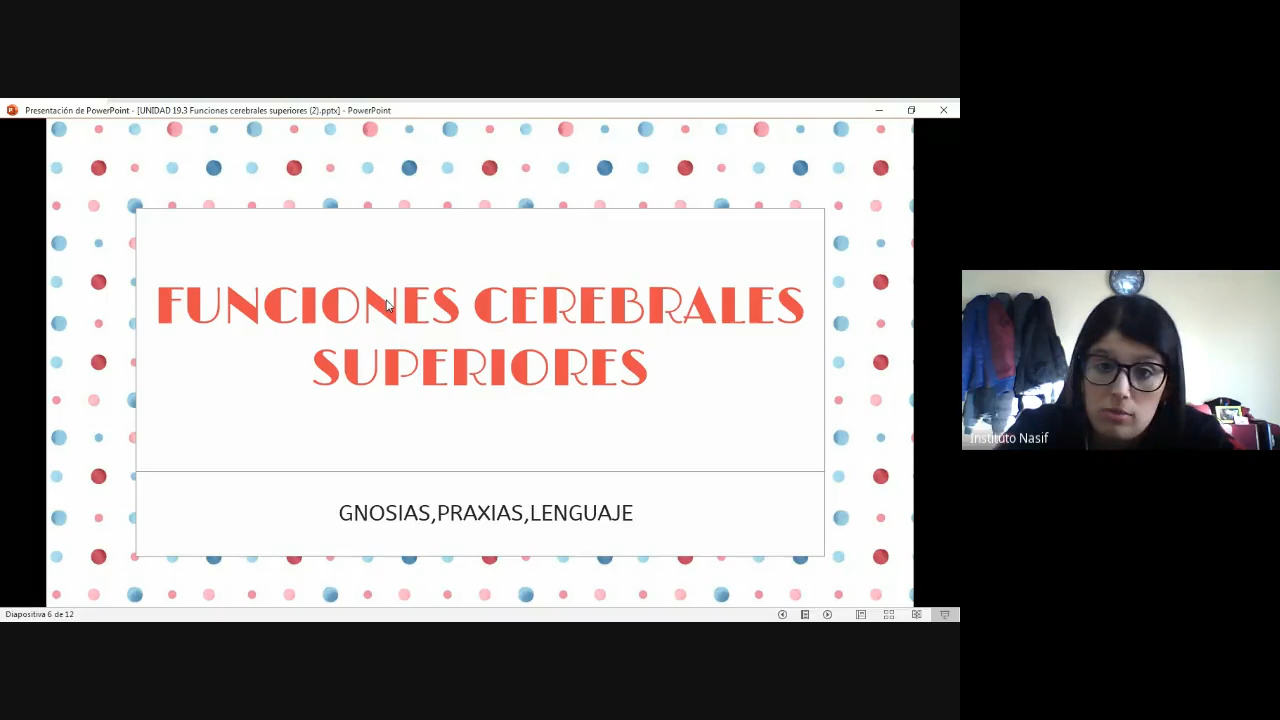 Presentación de PowerPoint - [UNIDAD 19.3 Funciones cerebrales superiores (2).pptx] - PowerPoint
FUNCIONES CEREBRALES
SUPERIORES
GNOSIAS,PRAXIAS,LENGUAJE
Diapositiva 6 de 12
Instituto Nasif